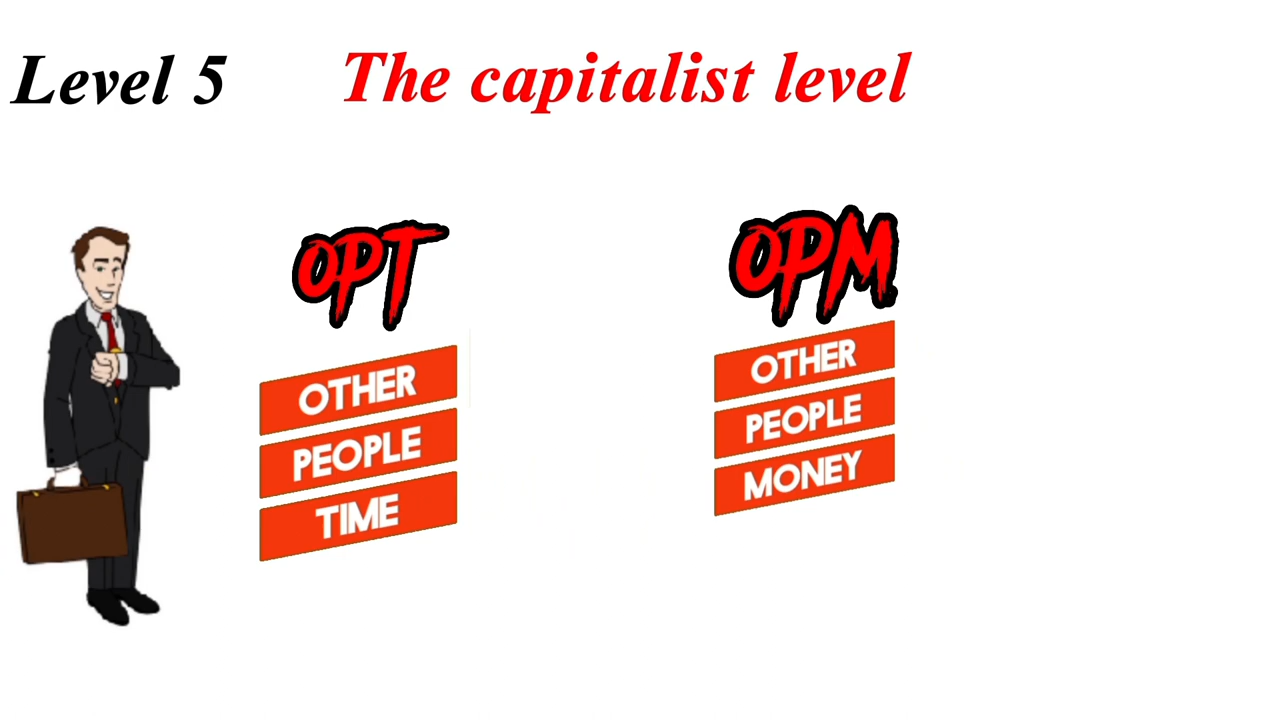 Level 5 The capitalist level
OPT
OTHER
PEOPLE
TIME
OPM
OTHER
PEOPLE
MONEY